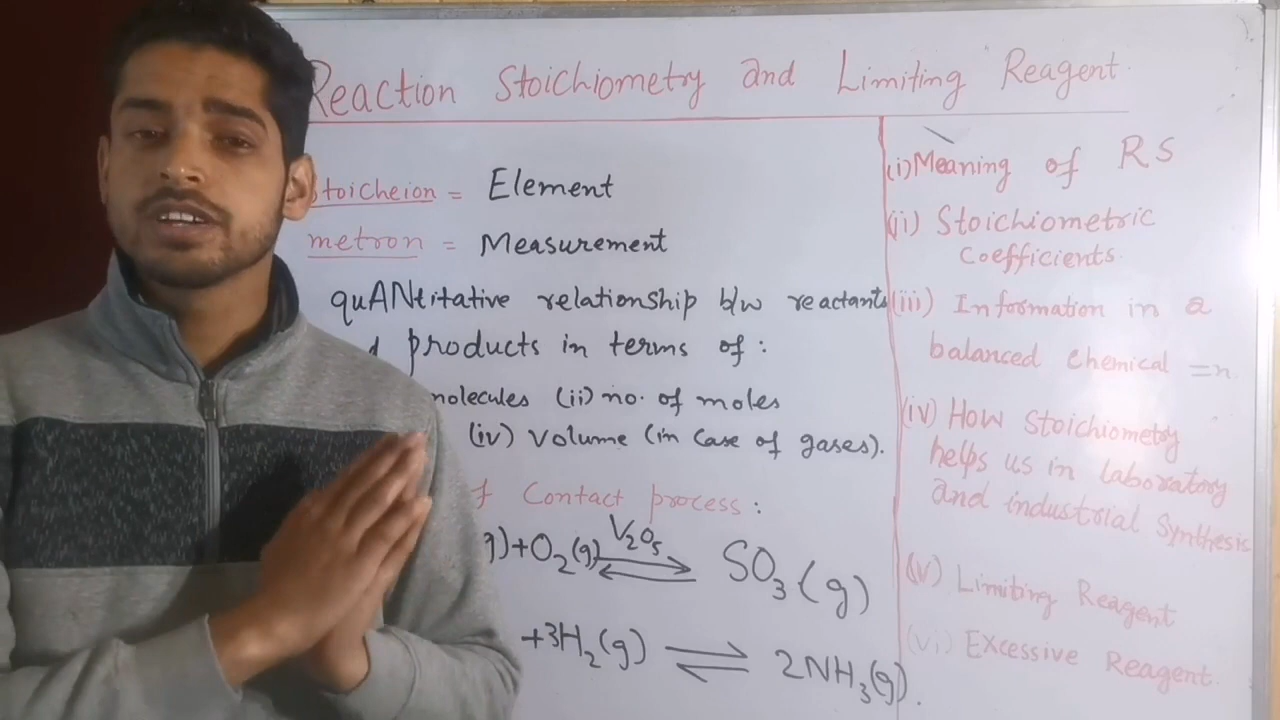 Reaction Stoichiometry and Limiting Reagent
toicheion = Element
metron = Measurement
quANtitative relationship b/w reactants
products in terms of :
molecules (ii) no. of moles
(iv) Volume (in case of gases).
f Contact process :
g)+O₂(g) V₂O₅ ⇌ SO₃(g)
+3H₂(g) ⇌ 2NH₃(g).
(i) Meaning of RS
(ii) Stoichiometric
coefficients.
(iii) Information in a
balanced chemical =n
(iv) How Stoichiometry
helps us in laboratory
and industrial Synthesis
(v) Limiting Reagent
(vi) Excessive Reagent.